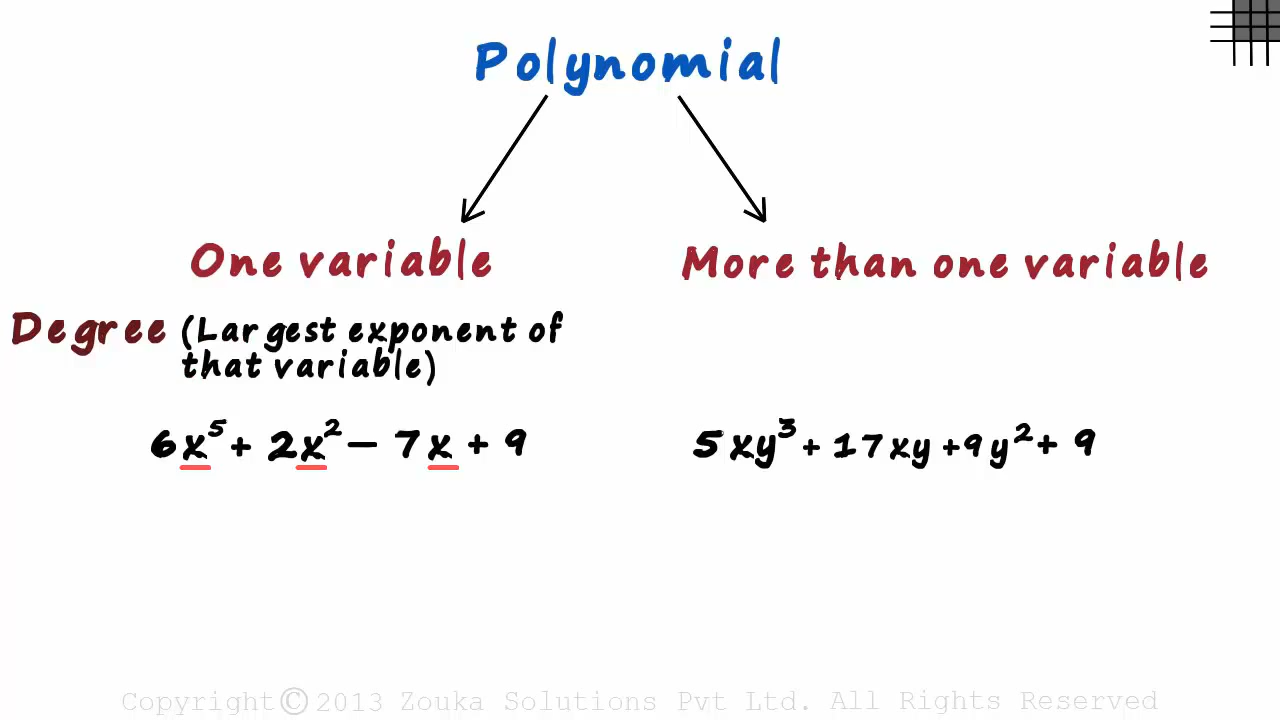 Polynomial
One variable
More than one variable
Degree (Largest exponent of
that variable)
6x⁵ + 2x² − 7x + 9
5xy³ + 17xy + 9y² + 9
Copyright © 2013 Zouka Solutions Pvt Ltd. All Rights Reserved